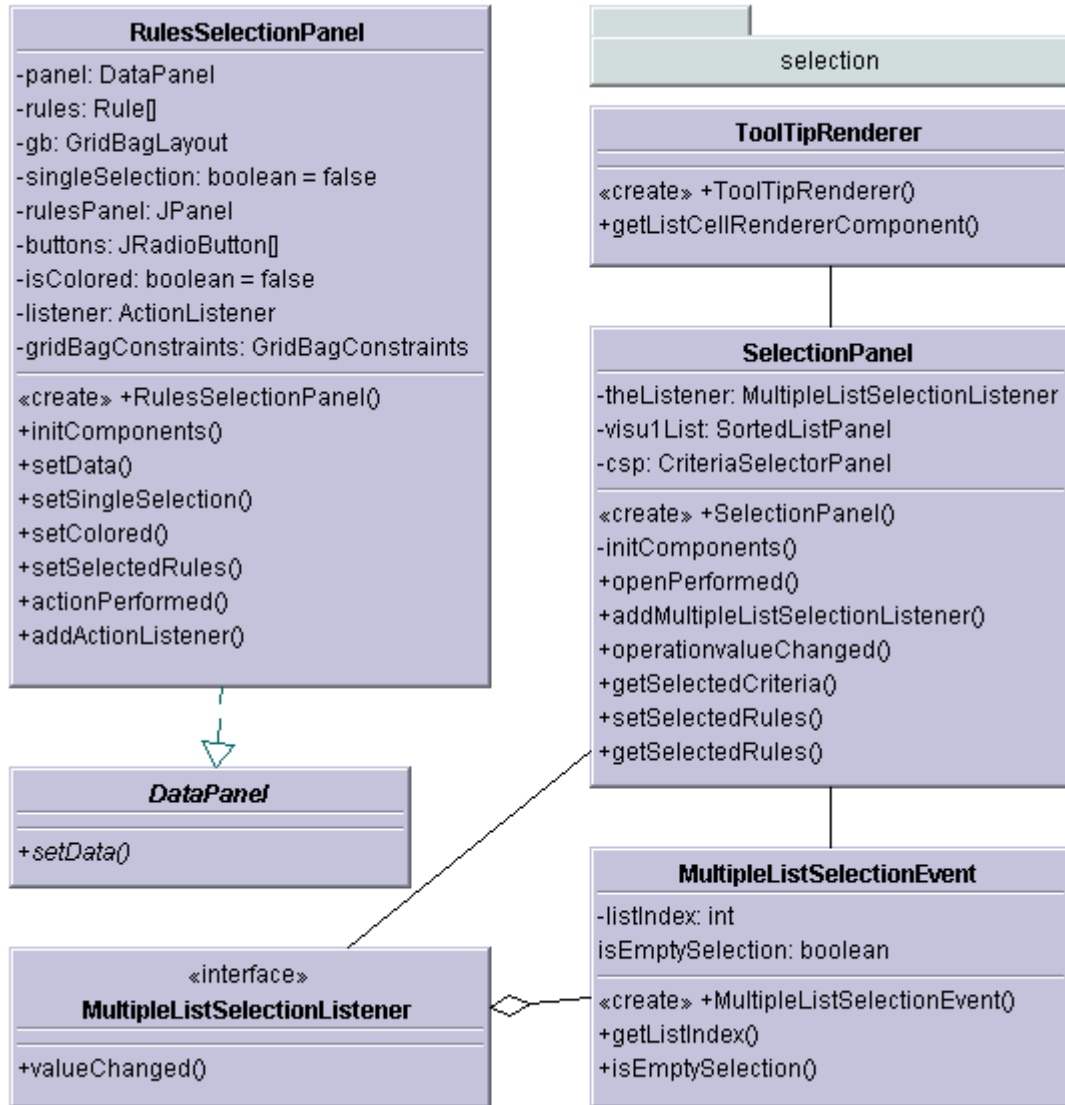 RulesSelectionPanel
-panel: DataPanel
-rules: Rule[]
-gb: GridBagLayout
-singleSelection: boolean = false
-rulesPanel: JPanel
-buttons: JRadioButton[]
-isColored: boolean = false
-listener: ActionListener
-gridBagConstraints: GridBagConstraints
«create» +RulesSelectionPanel()
+initComponents()
+setData()
+setSingleSelection()
+setColored()
+setSelectedRules()
+actionPerformed()
+addActionListener()
DataPanel
+setData()
«interface»
MultipleListSelectionListener
+valueChanged()
selection
ToolTipRenderer
«create» +ToolTipRenderer()
+getListCellRendererComponent()
SelectionPanel
-theListener: MultipleListSelectionListener
-visu1List: SortedListPanel
-csp: CriteriaSelectorPanel
«create» +SelectionPanel()
-initComponents()
+openPerformed()
+addMultipleListSelectionListener()
+operationvalueChanged()
+getSelectedCriteria()
+setSelectedRules()
+getSelectedRules()
MultipleListSelectionEvent
-listIndex: int
isEmptySelection: boolean
«create» +MultipleListSelectionEvent()
+getListIndex()
+isEmptySelection()